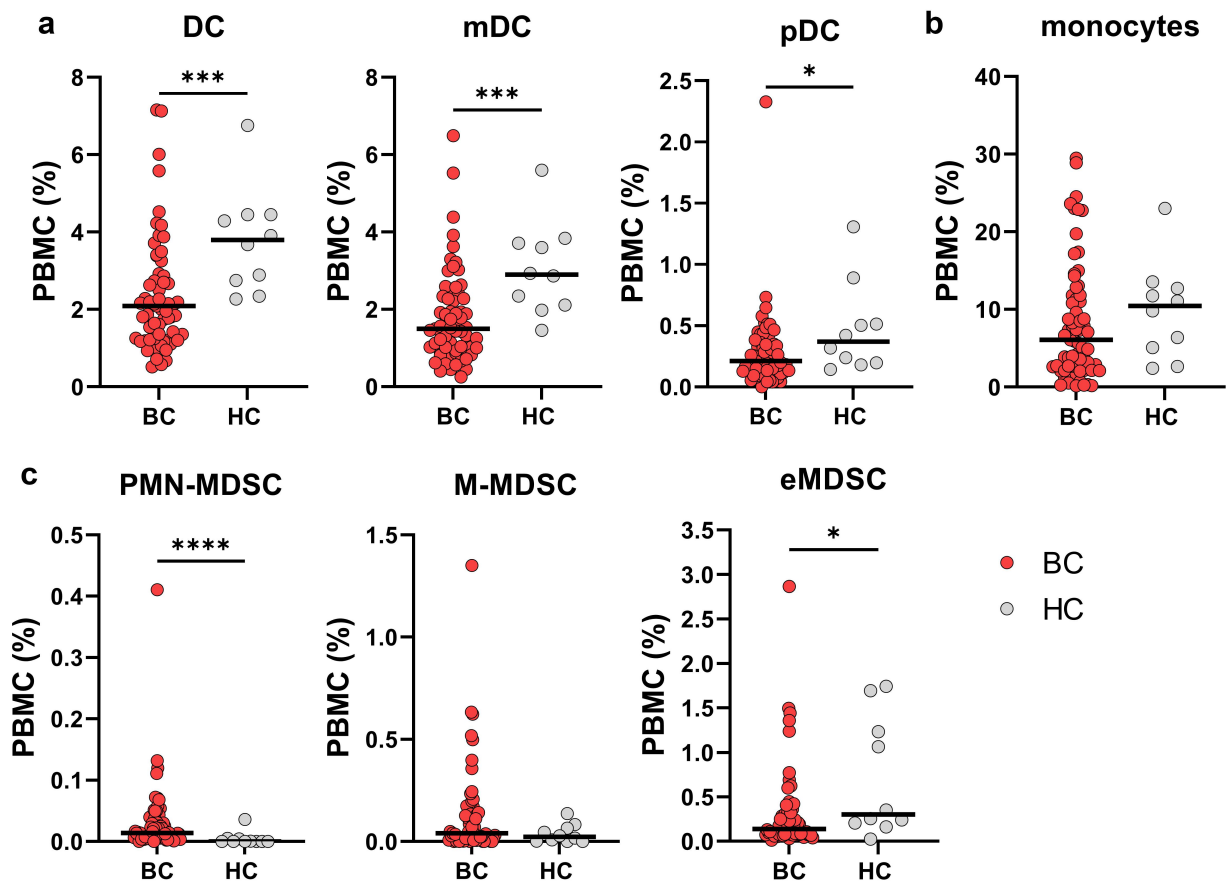 a
DC
mDC
pDC
b
monocytes
***
***
*
PBMC (%)
8
6
4
2
0
BC
HC
PBMC (%)
8
6
4
2
0
BC
HC
PBMC (%)
2.5
2.0
1.5
1.0
0.5
0.0
BC
HC
PBMC (%)
40
30
20
10
0
BC
HC
c
PMN-MDSC
M-MDSC
eMDSC
****
*
PBMC (%)
0.5
0.4
0.3
0.2
0.1
0.0
BC
HC
PBMC (%)
1.5
1.0
0.5
0.0
BC
HC
PBMC (%)
3.5
3.0
2.5
2.0
1.5
1.0
0.5
0.0
BC
HC
BC
HC